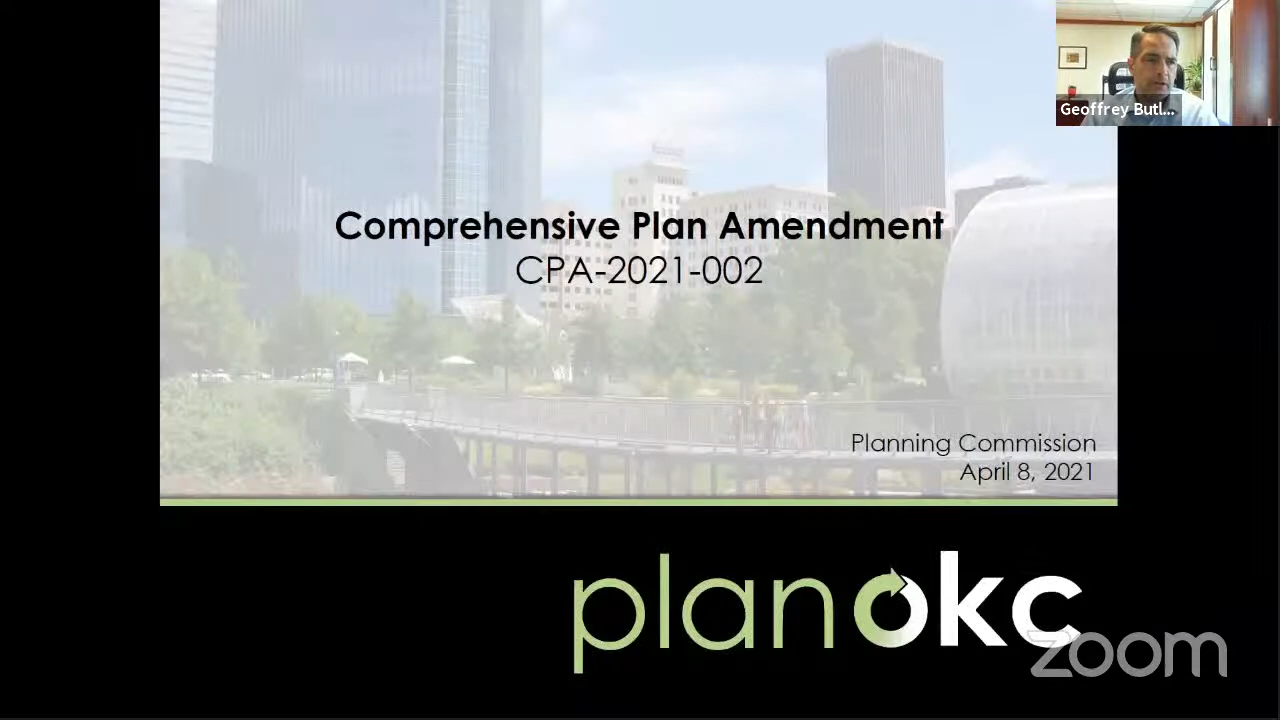 Geoffrey Butl...
Comprehensive Plan Amendment
CPA-2021-002
Planning Commission
April 8, 2021
planokc
zoom